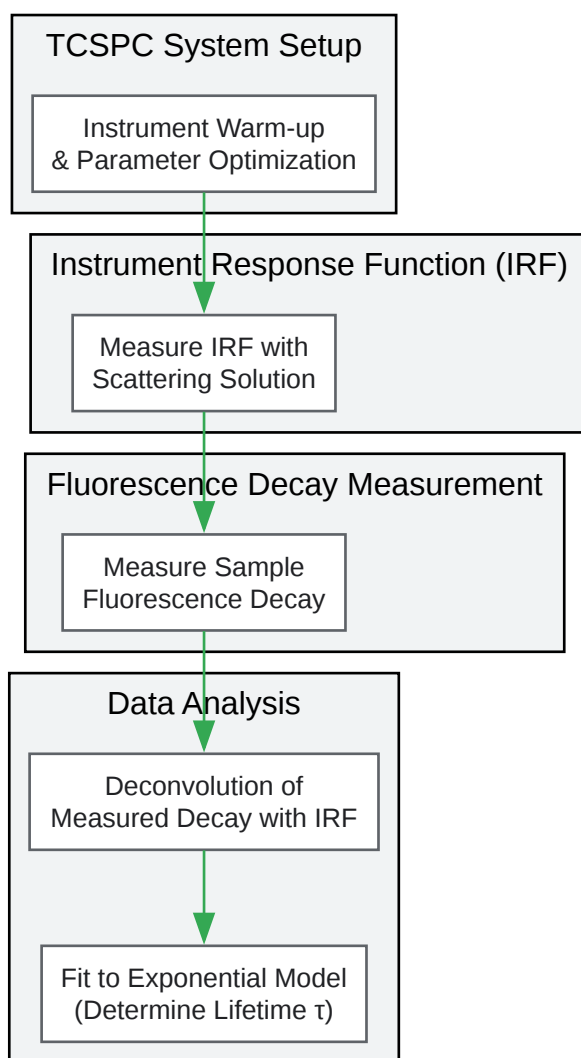 TCSPC System Setup
Instrument Warm-up
& Parameter Optimization
Instrument Response Function (IRF)
Measure IRF with
Scattering Solution
Fluorescence Decay Measurement
Measure Sample
Fluorescence Decay
Data Analysis
Deconvolution of
Measured Decay with IRF
Fit to Exponential Model
(Determine Lifetime τ)